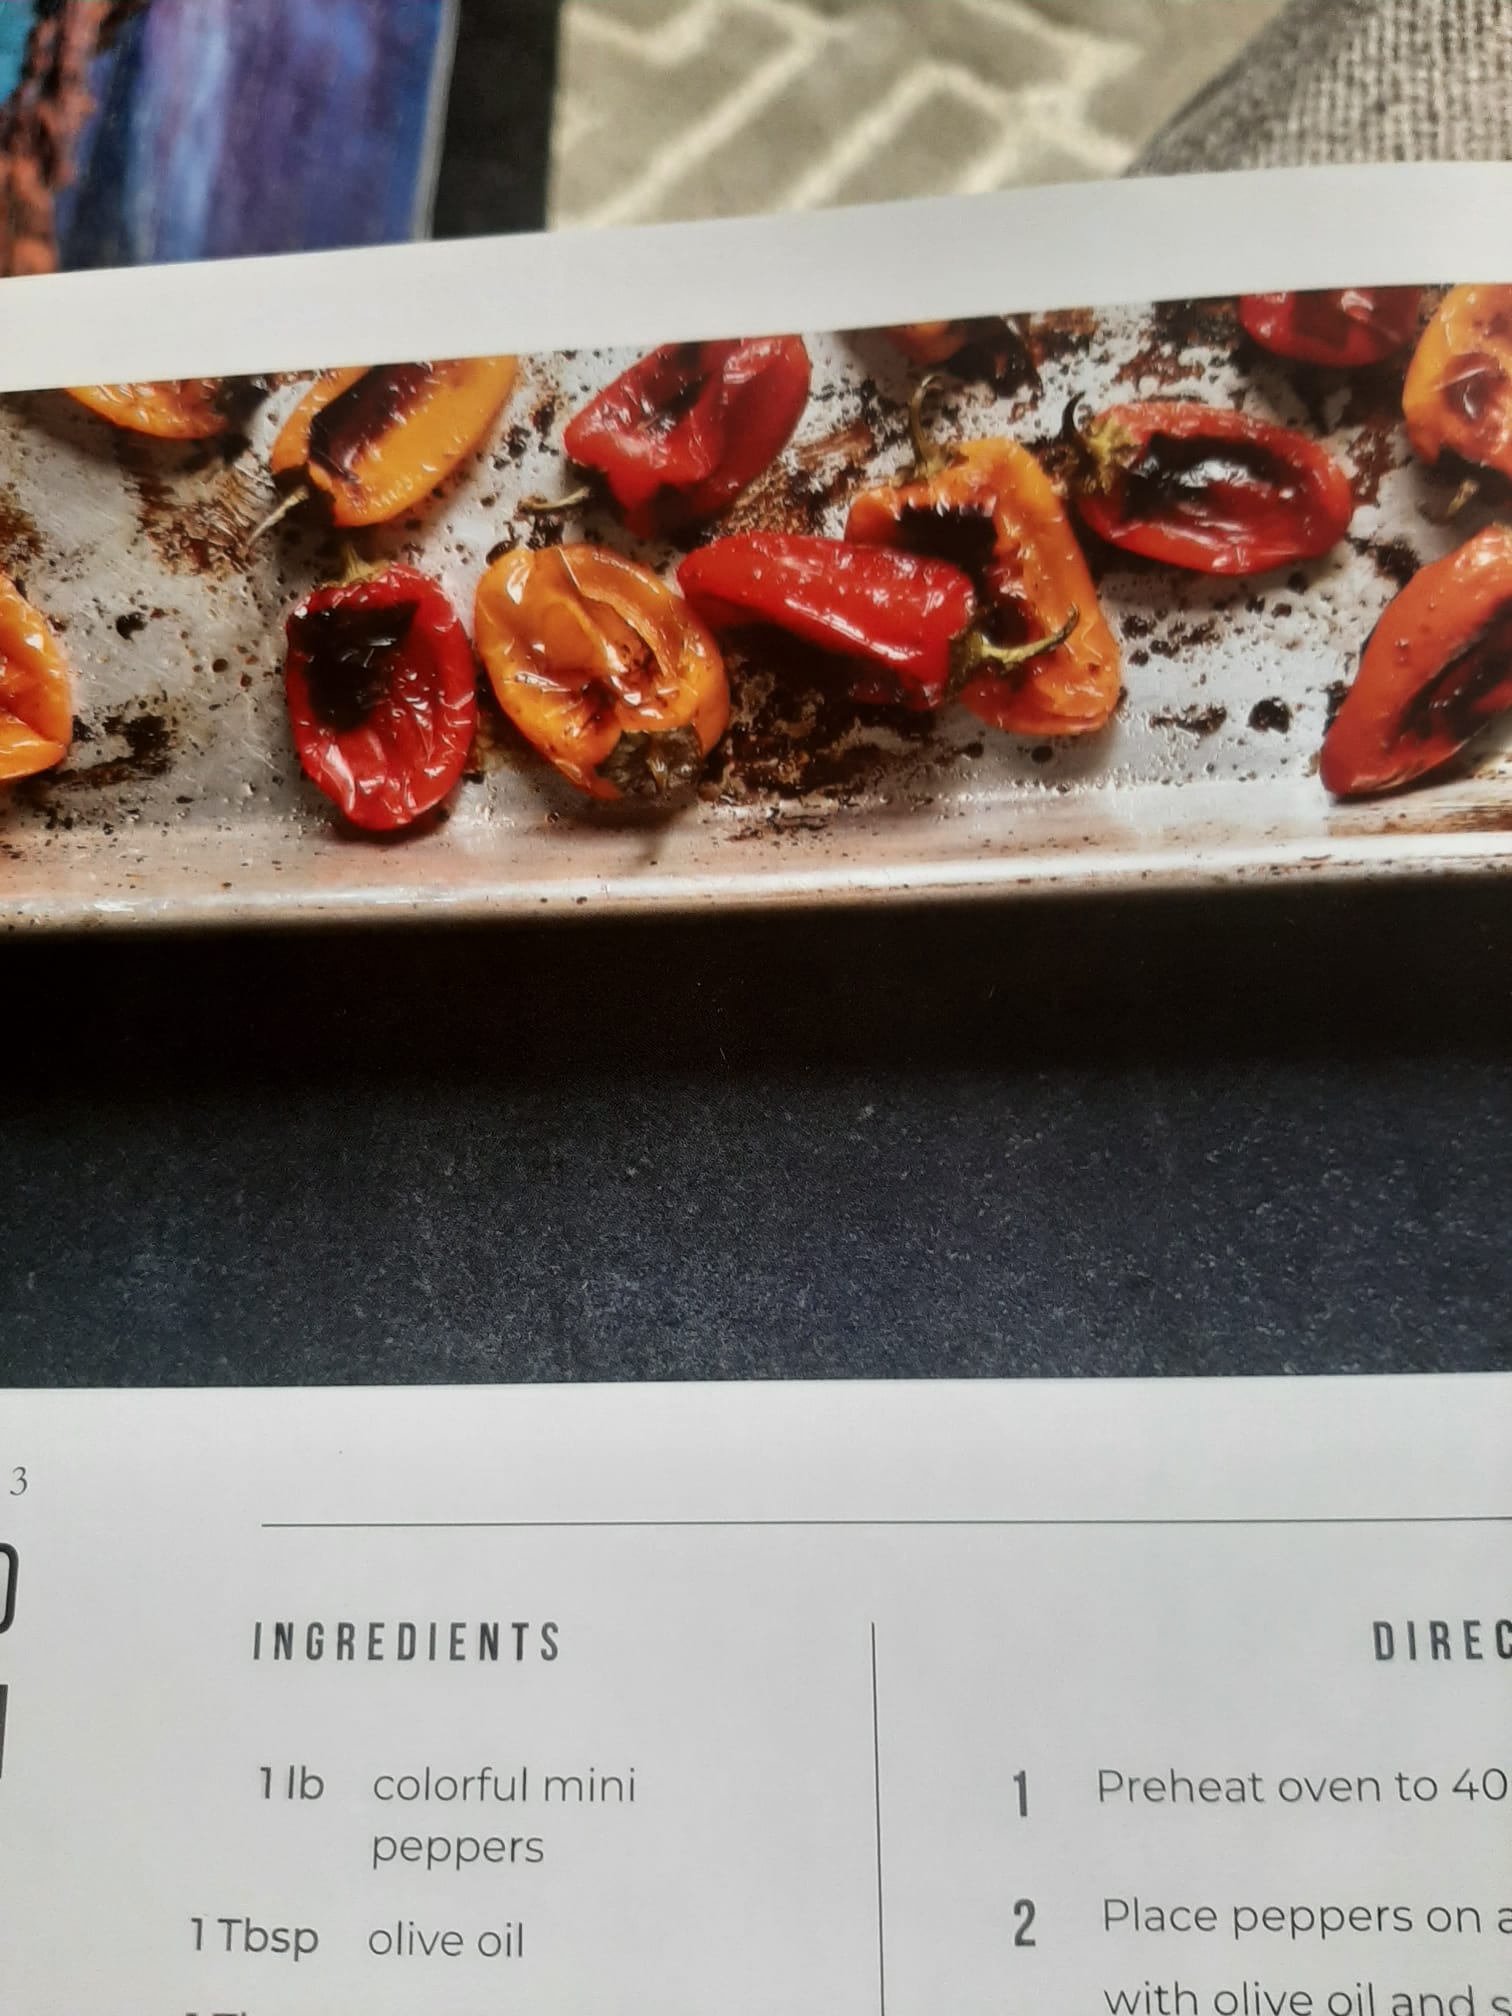 3
INGREDIENTS
1 lb colorful mini
peppers
1 Tbsp olive oil
DIREC
1 Preheat oven to 40
2 Place peppers on a
with olive oil and s